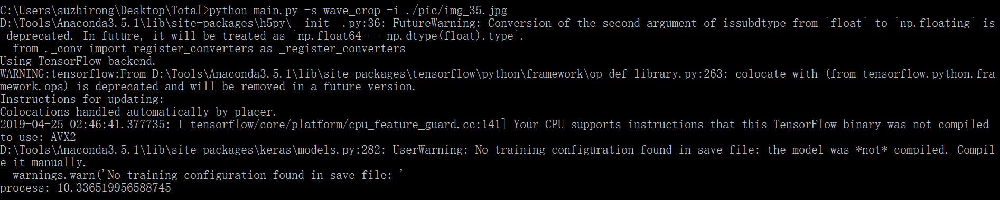 C:\Users\suzhirong\Desktop\Total>python main.py -s wave_crop -i ./pic/img_35.jpg
D:\Tools\Anaconda3.5.1\lib\site-packages\h5py\__init__.py:36: FutureWarning: Conversion of the second argument of issubdtype from `float` to `np.floating` is
 deprecated. In future, it will be treated as `np.float64 == np.dtype(float).type`.
  from ._conv import register_converters as _register_converters
Using TensorFlow backend.
WARNING:tensorflow:From D:\Tools\Anaconda3.5.1\lib\site-packages\tensorflow\python\framework\op_def_library.py:263: colocate_with (from tensorflow.python.fra
mework.ops) is deprecated and will be removed in a future version.
Instructions for updating:
Colocations handled automatically by placer.
2019-04-25 02:46:41.377735: I tensorflow/core/platform/cpu_feature_guard.cc:141] Your CPU supports instructions that this TensorFlow binary was not compiled
to use: AVX2
D:\Tools\Anaconda3.5.1\lib\site-packages\keras\models.py:282: UserWarning: No training configuration found in save file: the model was *not* compiled. Compil
e it manually.
  warnings.warn('No training configuration found in save file: '
process: 10.336519956588745